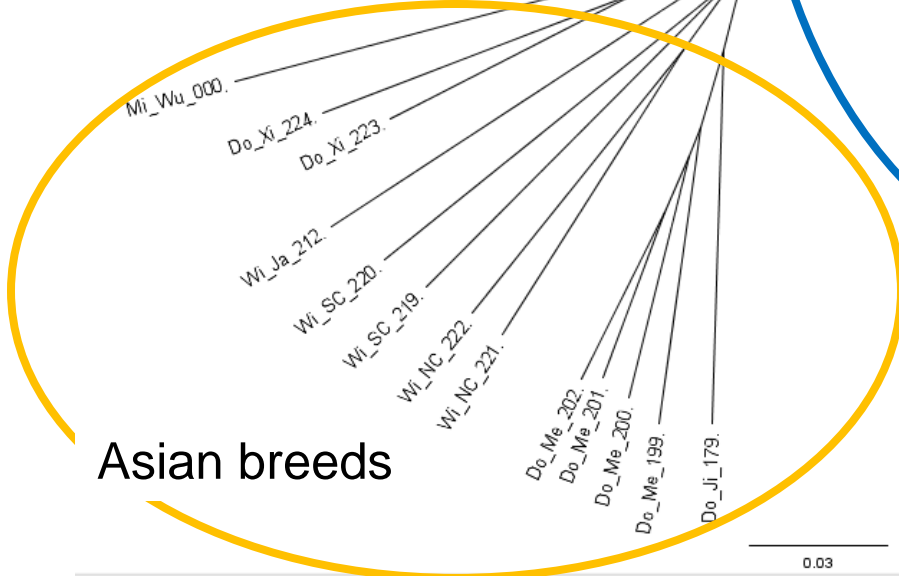 Mi_Wu_000.
Do_Xi_224.
Do_Xi_223.
Wi_Ja_212.
Wi_SC_220.
Wi_SC_219.
Wi_NC_222.
Wi_NC_221.
Do_Me_202.
Do_Me_201.
Do_Me_200.
Do_Me_199.
Do_Ji_179.
Asian breeds
0.03